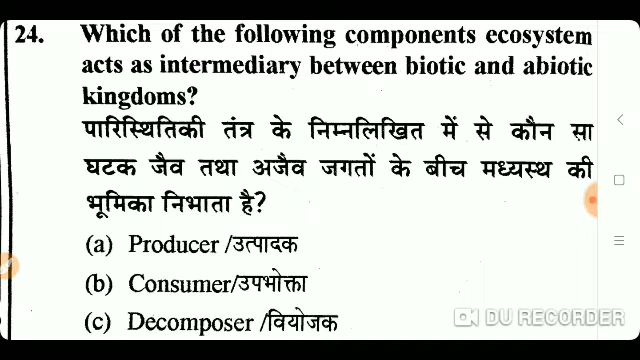 24. Which of the following components ecosystem
acts as intermediary between biotic and abiotic
kingdoms?
पारिस्थितिकी तंत्र के निम्नलिखित में से कौन सा
घटक जैव तथा अजैव जगतों के बीच मध्यस्थ की
भूमिका निभाता है?
(a) Producer /उत्पादक
(b) Consumer/उपभोक्ता
(c) Decomposer /वियोजक
DU RECORDER